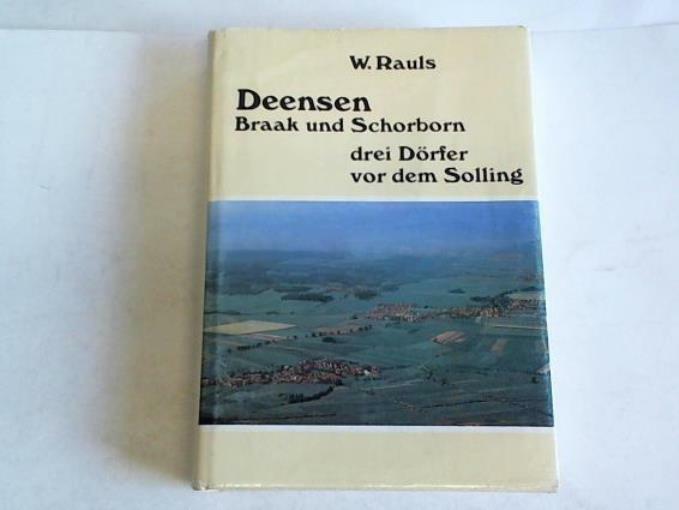 W. Rauls
Deensen
Braak und Schorborn
drei Dörfer
vor dem Solling